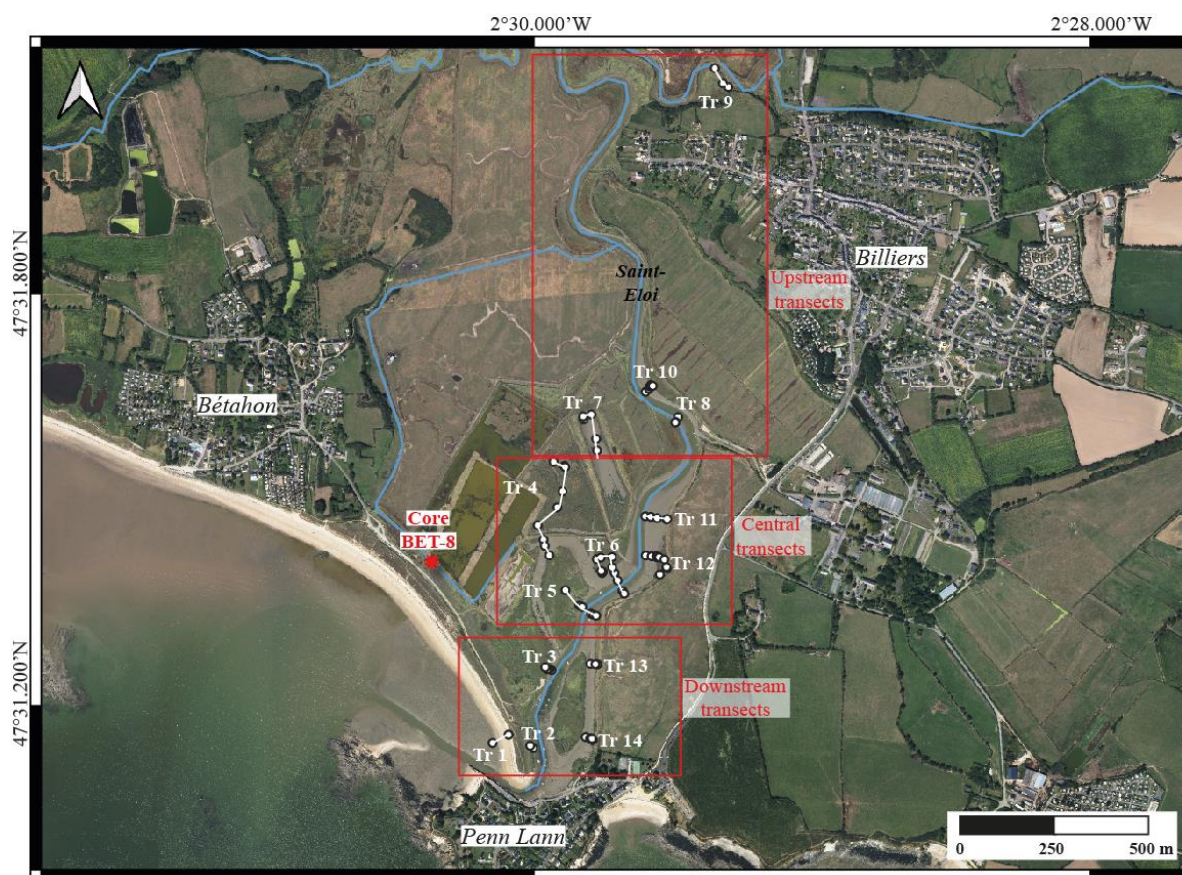 2°30.000'W
2°28.000'W
47°31.800'N
47°31.200'N
Tr 9
Billiers
Saint-
Eloi
Upstream
transects
Tr 10
Tr 7
Tr 8
Bétahon
Tr 4
Core
BET-8
Tr 11
Central
transects
Tr 6
Tr 12
Tr 5
Tr 3
Tr 13
Downstream
transects
Tr 2
Tr 1
Tr 14
Penn Lann
0
250
500 m